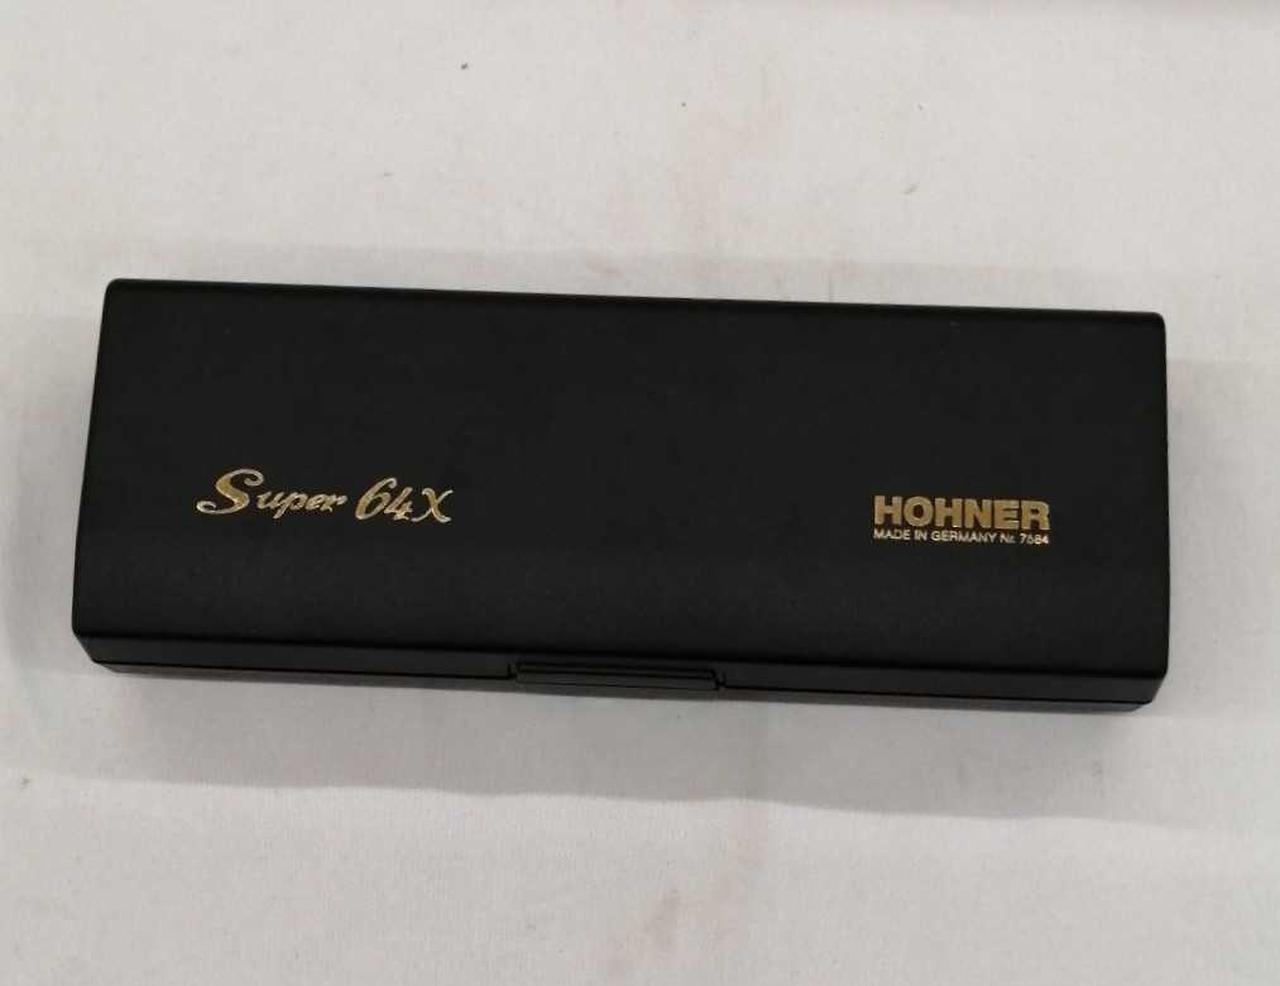 Super 64X
HOHNER
MADE IN GERMANY Nr. 7584